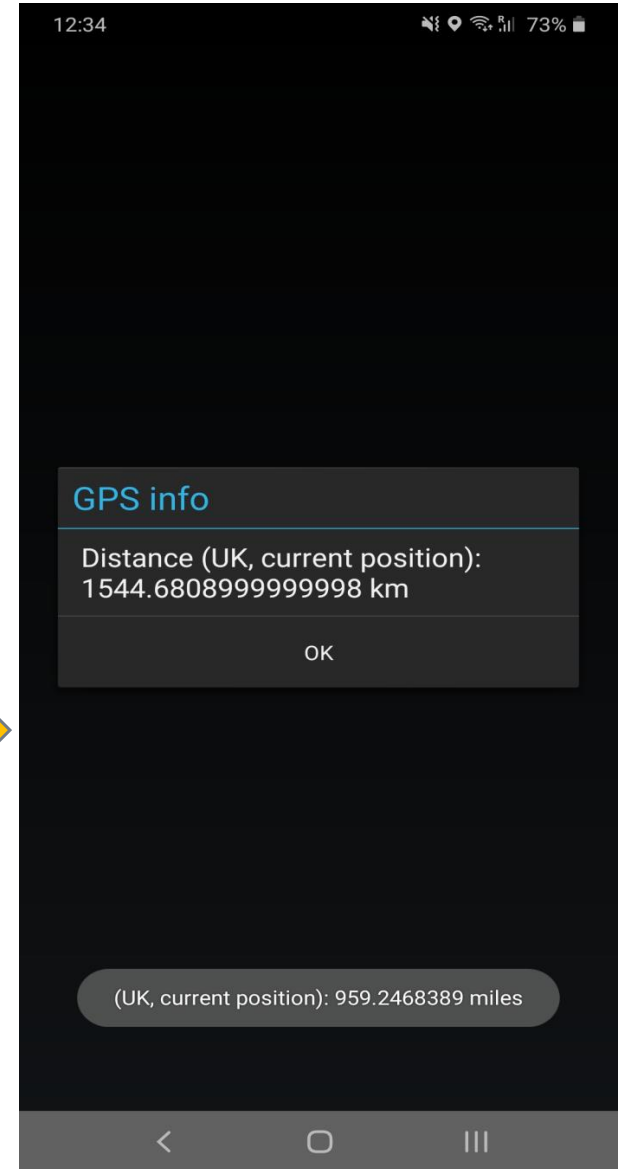 12:34 73%
GPS info
Distance (UK, current position):
1544.6808999999998 km
OK
(UK, current position): 959.2468389 miles